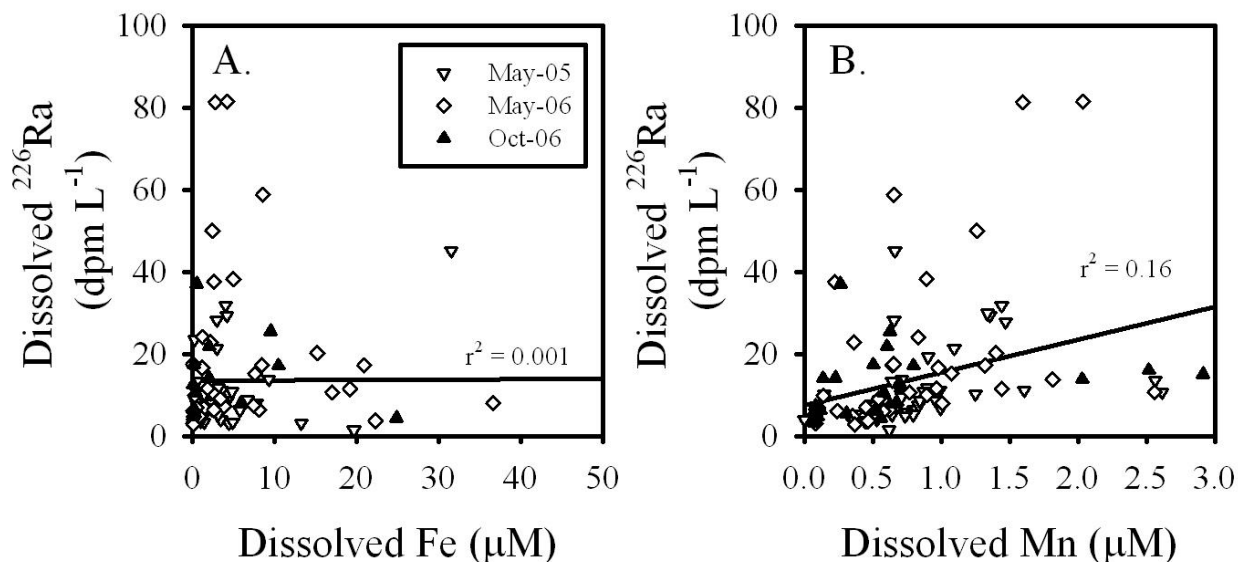 A.
May-05
May-06
Oct-06
r² = 0.001
100
80
60
40
20
0
0 10 20 30 40 50
Dissolved ²²⁶Ra
(dpm L⁻¹)
Dissolved Fe (μM)
B.
r² = 0.16
100
80
60
40
20
0
0.0 0.5 1.0 1.5 2.0 2.5 3.0
Dissolved ²²⁶Ra
(dpm L⁻¹)
Dissolved Mn (μM)